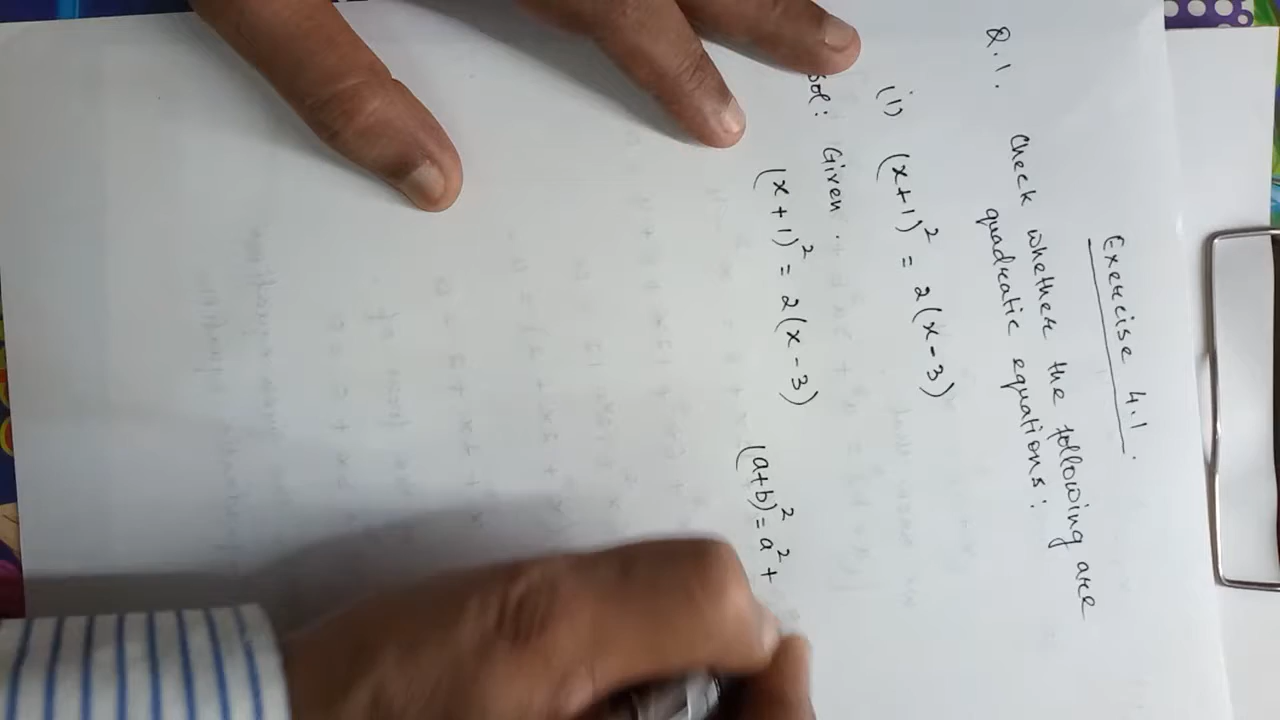 Exercise 4.1.
Q.1. Check whether the following are
quadratic equations:
(i) (x+1)² = 2(x-3)
Sol: Given.
(x+1)² = 2(x-3) (a+b)² = a² +